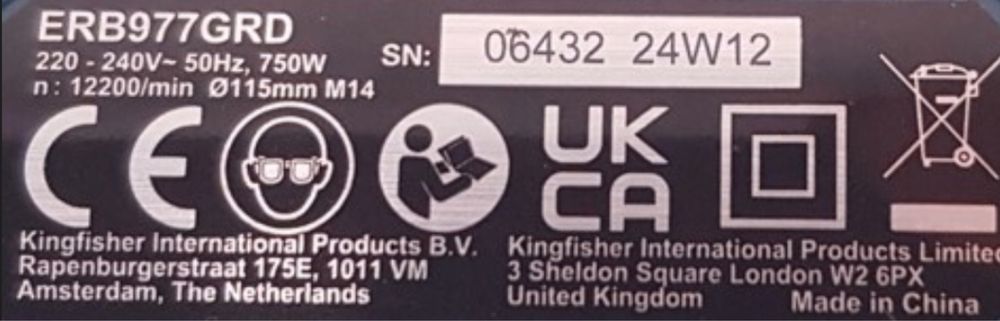 ERB977GRD
220 - 240V~ 50Hz, 750W
n : 12200/min Ø115mm M14
SN: 06432 24W12
CE
UK
CA
Kingfisher International Products B.V.
Rapenburgerstraat 175E, 1011 VM
Amsterdam, The Netherlands
Kingfisher International Products Limited
3 Sheldon Square London W2 6PX
United Kingdom
Made in China